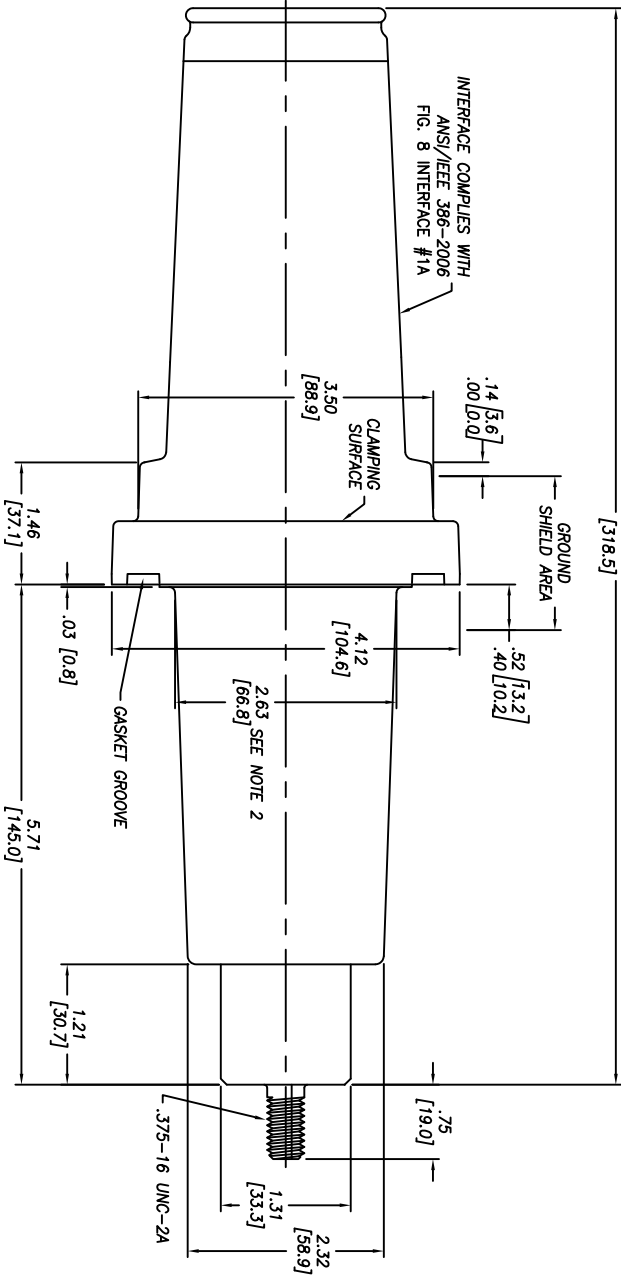 [318.5]
INTERFACE COMPLIES WITH
ANSI/IEEE 386-2006
FIG. 8 INTERFACE #1A
.14 [3.6]
.00 [0.0]
GROUND
SHIELD AREA
3.50
[88.9]
CLAMPING
SURFACE
.52 [13.2]
.40 [10.2]
4.12
[104.6]
2.63
[66.8]
SEE NOTE 2
1.46
[37.1]
.03 [0.8]
GASKET GROOVE
5.71
[145.0]
1.21
[30.7]
.75
[19.0]
.375-16 UNC-2A
1.31
[33.3]
2.32
[58.9]